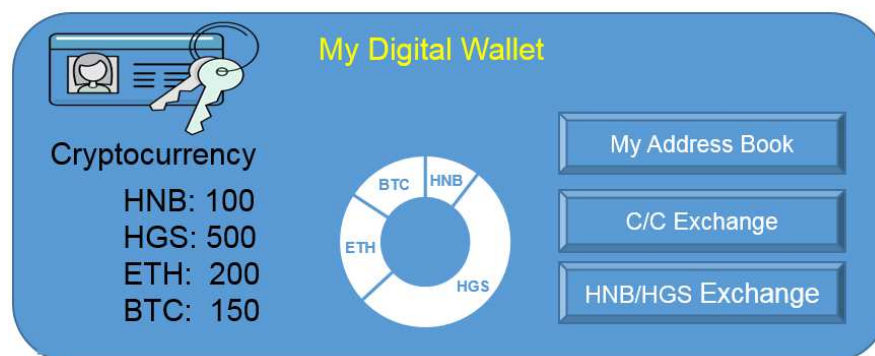 My Digital Wallet
Cryptocurrency
HNB: 100
HGS: 500
ETH: 200
BTC: 150
BTC
HNB
ETH
HGS
My Address Book
C/C Exchange
HNB/HGS Exchange